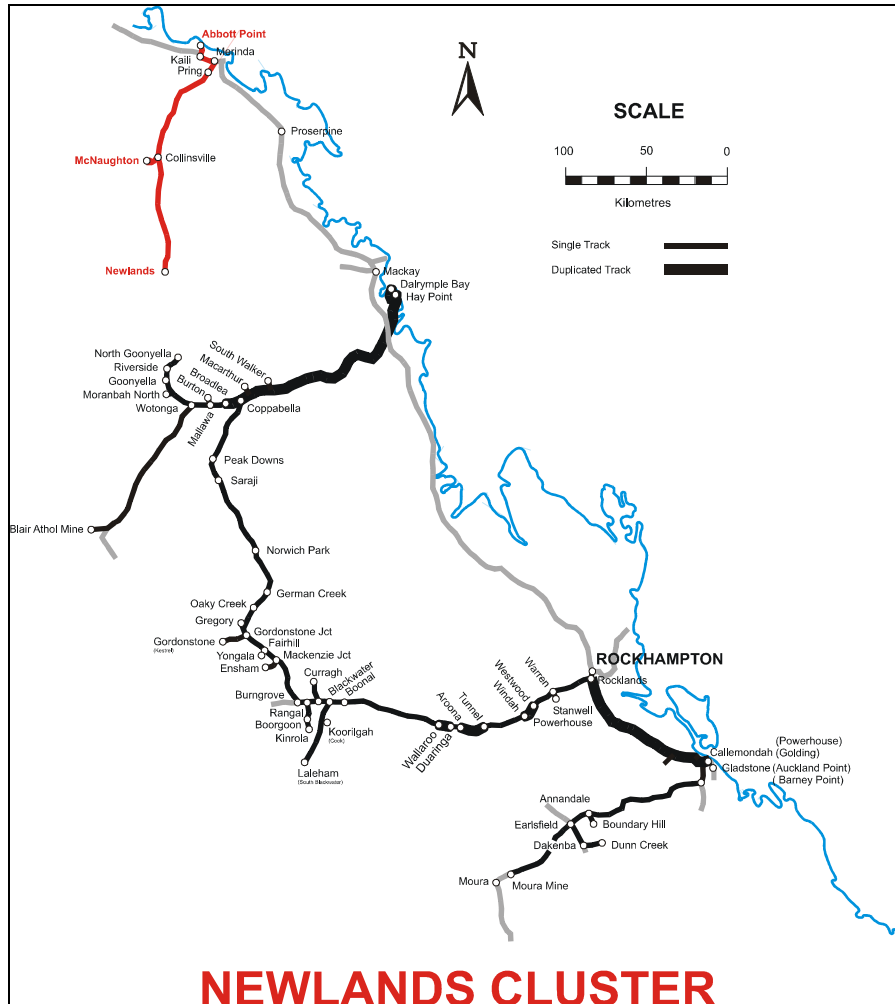 Abbott Point
Kaili
Merinda
Pring
N
SCALE
Proserpine
100 50 0
McNaughton
Collinsville
Kilometres
Single Track
Duplicated Track
Newlands
Mackay
Dalrymple Bay
Hay Point
North Goonyella
South Walker
Riverside
Macarthur
Goonyella
Broadlea
Burton
Moranbah North
Wotonga
Mallawa
Coppabella
Peak Downs
Saraji
Blair Athol Mine
Norwich Park
German Creek
Oaky Creek
Gregory
Gordonstone Jct
Gordonstone
(Kestrel)
Fairhill
Yongala
Mackenzie Jct
Ensham
ROCKHAMPTON
Curragh
Warren
Rocklands
Westwood
Blackwater
Boonal
Burngrove
Windah
Stanwell
Rangal
Tunnel
Aroona
Powerhouse
Boorgoon
Koorilgah
(Cook)
Kinrola
Wallaroo
Duaringa
Laleham
(South Blackwater)
Callemondah
(Powerhouse)
(Golding)
Gladstone
(Auckland Point)
( Barney Point)
Annandale
Earlsfield
Boundary Hill
Dakenba
Dunn Creek
Moura
Moura Mine
NEWLANDS CLUSTER